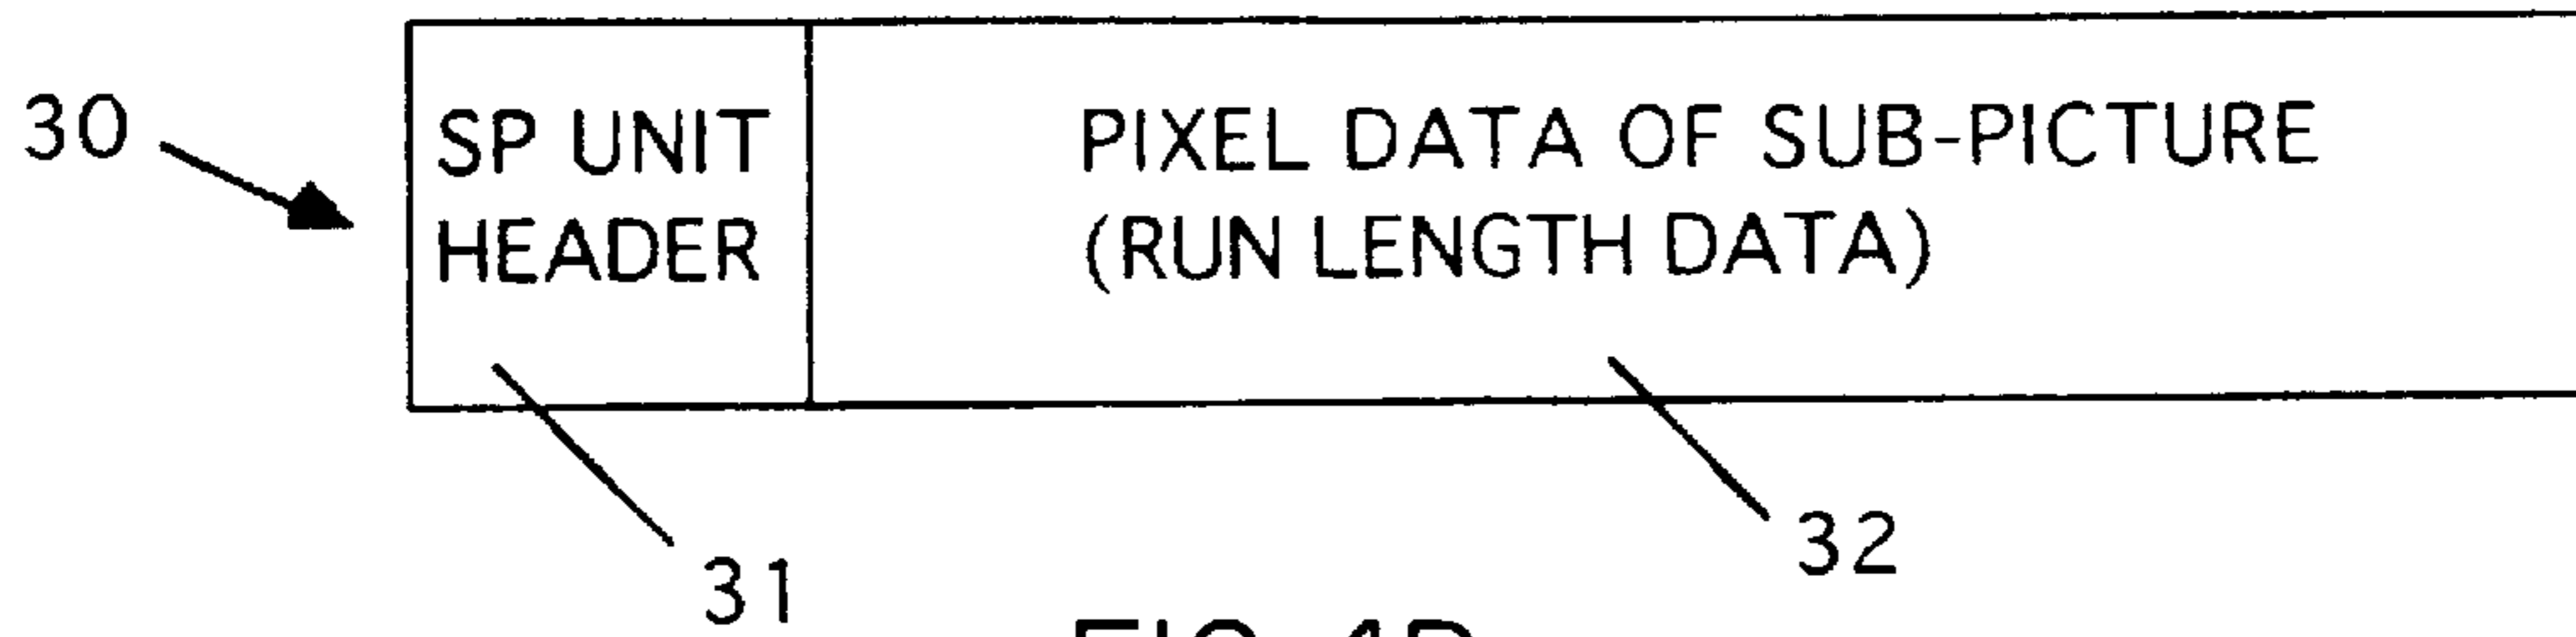 30
SP UNIT
HEADER
PIXEL DATA OF SUB-PICTURE
(RUN LENGTH DATA)
31
32